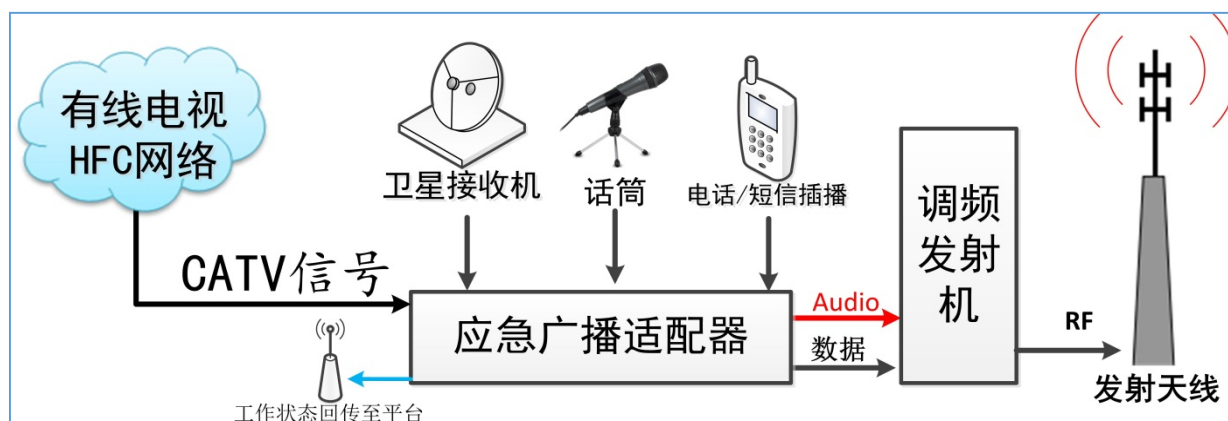 有线电视
HFC网络
卫星接收机
话筒
电话/短信插播
CATV信号
应急广播适配器
工作状态回传至平台
Audio
数据
调频
发射
机
RF
发射天线